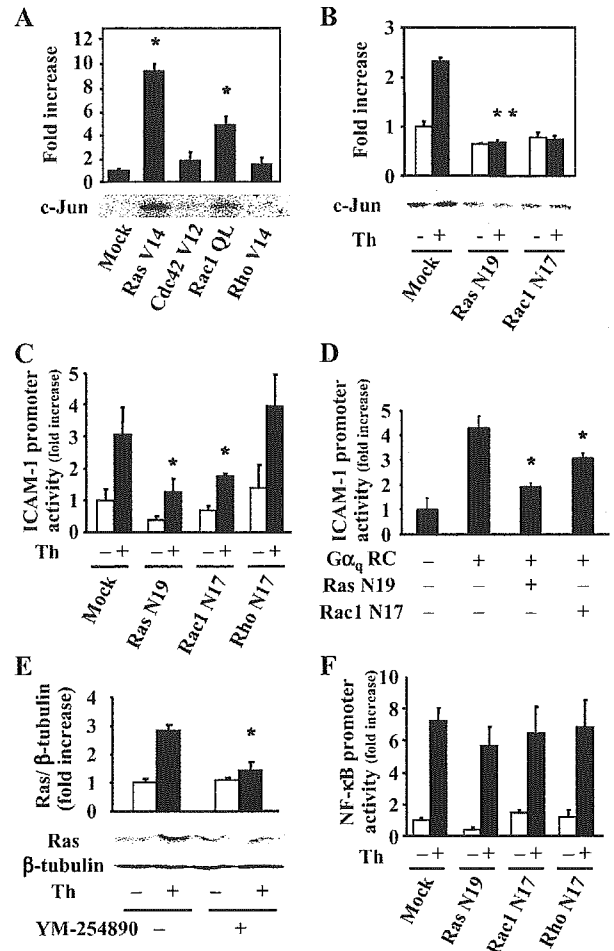 A
Fold increase
12
10
8
6
4
2
0
*
*
c-Jun
Mock
Ras V14
Cdc42 V12
Rac1 QL
Rho V14
B
Fold increase
3
2
1
0
* *
c-Jun
Th - + - + - +
Mock
Ras N19
Rac1 N17
C
ICAM-1 promoter
activity (fold increase)
5
4
3
2
1
0
*
*
Th – + – + – + – +
Mock
Ras N19
Rac1 N17
Rho N17
D
ICAM-1 promoter
activity (fold increase)
5
4
3
2
1
0
*
*
Gαq RC – + + +
Ras N19 – – + –
Rac1 N17 – – – +
E
Ras/ β-tubulin
(fold increase)
4
3
2
1
0
*
Ras
β-tubulin
Th – + – +
YM-254890 – +
F
NF-κB promoter
activity (fold increase)
10
8
6
4
2
0
Th – + – + – + – +
Mock
Ras N19
Rac1 N17
Rho N17